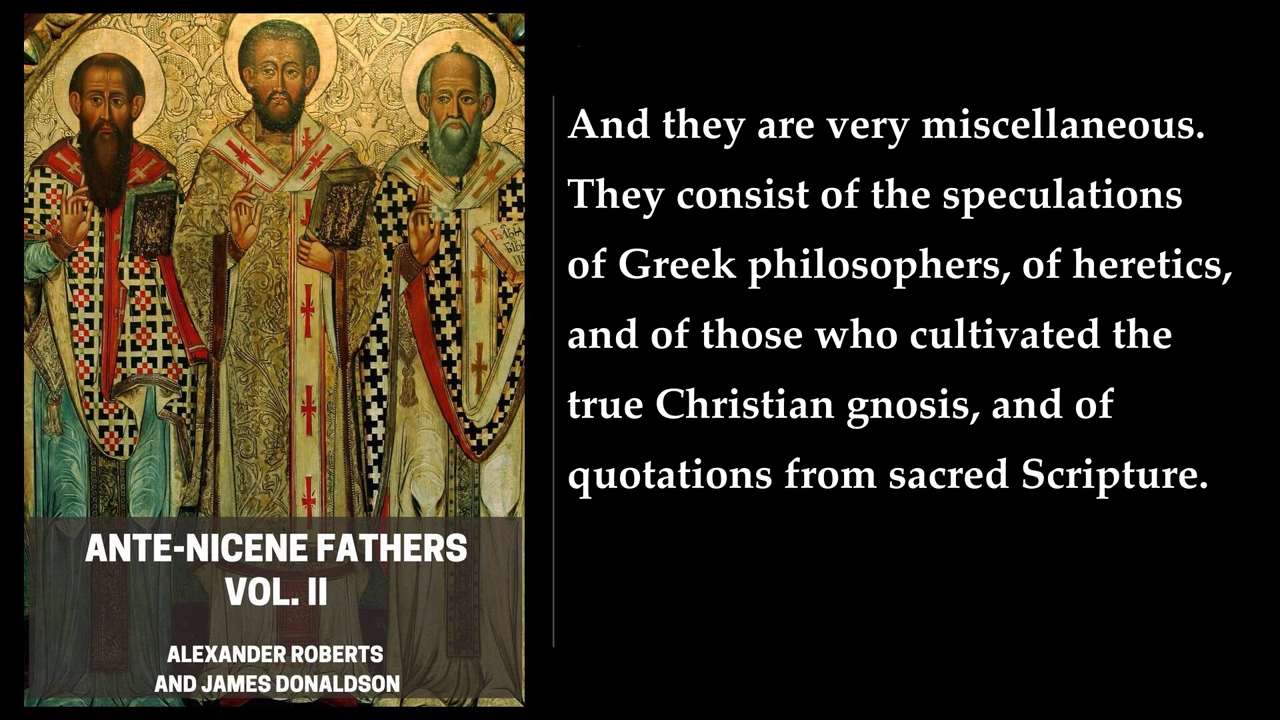 ANTE-NICENE FATHERS
VOL. II
ALEXANDER ROBERTS
AND JAMES DONALDSON
And they are very miscellaneous.
They consist of the speculations
of Greek philosophers, of heretics,
and of those who cultivated the
true Christian gnosis, and of
quotations from sacred Scripture.